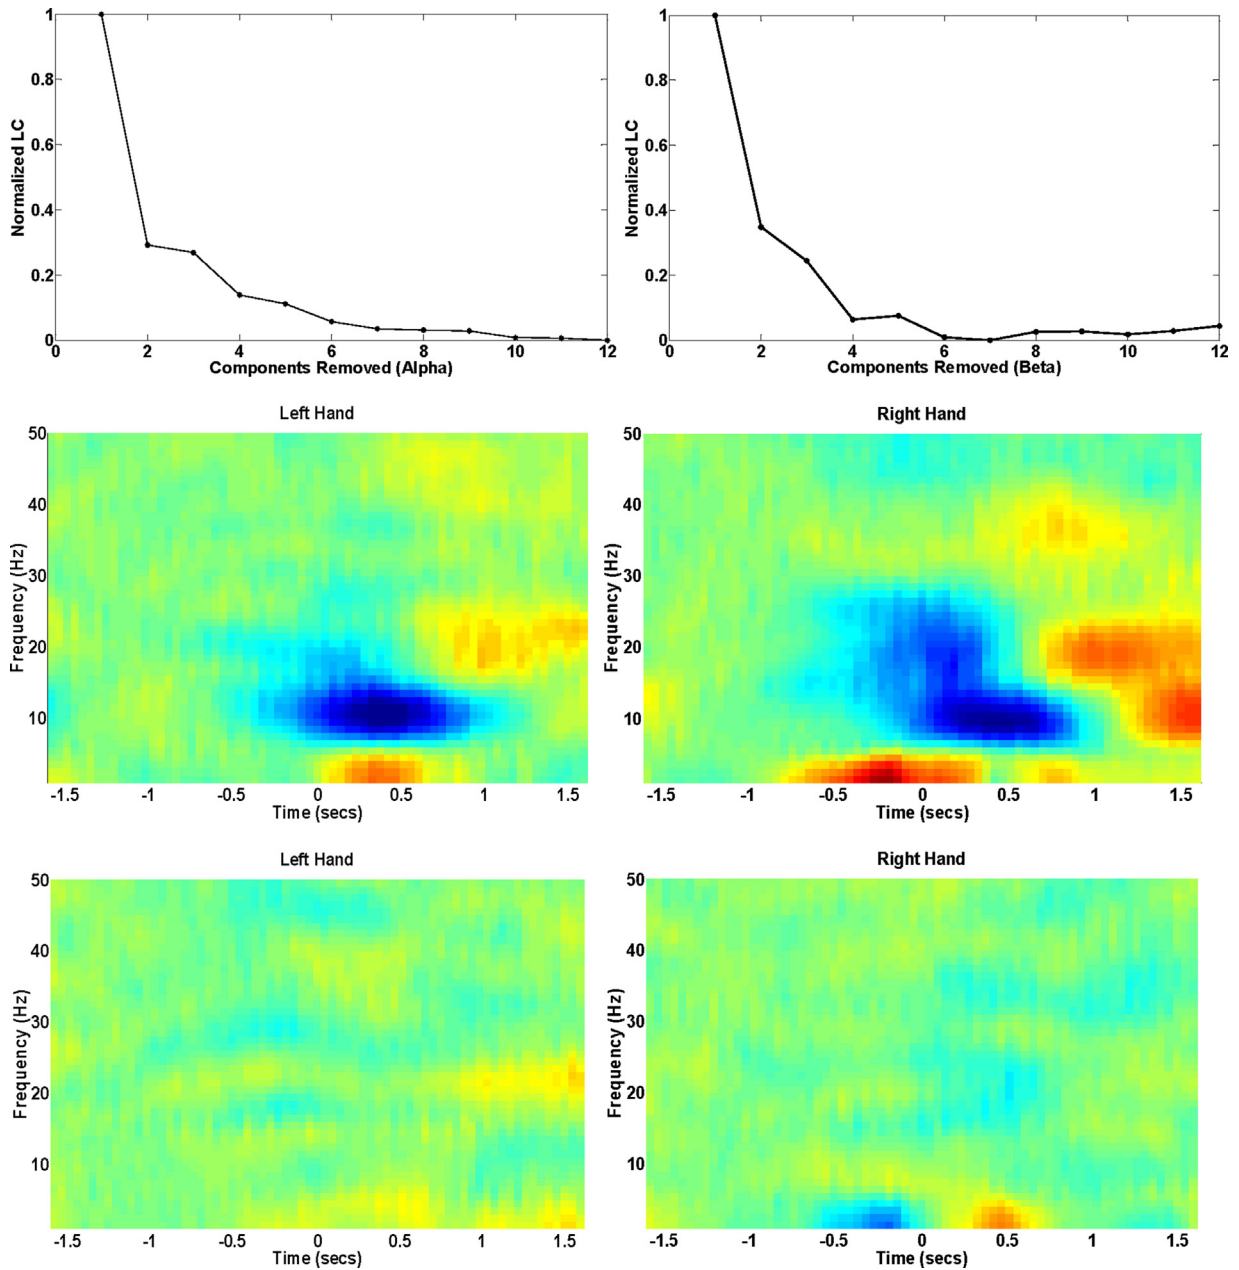 Normalized LC
1
0.8
0.6
0.4
0.2
0
0 2 4 6 8 10 12
Components Removed (Alpha)
Normalized LC
1
0.8
0.6
0.4
0.2
0
0 2 4 6 8 10 12
Components Removed (Beta)
Left Hand
Frequency (Hz)
50
40
30
20
10
-1.5 -1 -0.5 0 0.5 1 1.5
Time (secs)
Right Hand
Frequency (Hz)
50
40
30
20
10
-1.5 -1 -0.5 0 0.5 1 1.5
Time (secs)
Left Hand
Frequency (Hz)
50
40
30
20
10
-1.5 -1 -0.5 0 0.5 1 1.5
Time (secs)
Right Hand
Frequency (Hz)
50
40
30
20
10
-1.5 -1 -0.5 0 0.5 1 1.5
Time (secs)